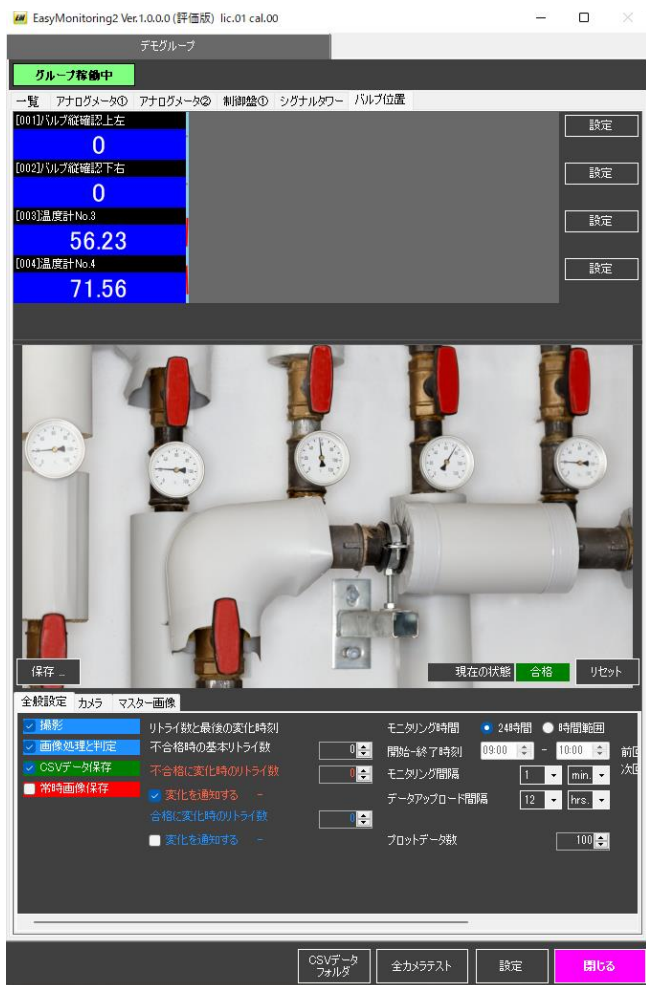 EasyMonitoring2 Ver.1.0.0.0 (評価版) lic.01 cal.00
デモグループ
グループ稼働中
一覧 アナログメータ① アナログメータ② 制御盤① シグナルタワー バルブ位置
[001]バルブ縦確認上左 設定
0
[002]バルブ縦確認下右 設定
0
[003]温度計No.3 設定
56.23
[004]温度計No.4 設定
71.56
保存 ... 現在の状態 合格 リセット
全般設定 カメラ マスター画像
撮影 リトライ数と最後の変化時刻 モニタリング時間 24時間 時間範囲
画像処理と判定 不合格時の基本リトライ数 0 開始-終了時刻 09:00 - 10:00 前回
CSVデータ保存 不合格に変化時のリトライ数 0 モニタリング間隔 1 min. 次回
常時画像保存 変化を通知する - データアップロード間隔 12 hrs.
合格に変化時のリトライ数 0
変化を通知する - プロットデータ数 100
CSVデータ
フォルダ 全カメラテスト 設定 閉じる